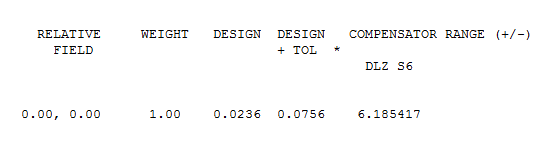 RELATIVE WEIGHT DESIGN DESIGN COMPENSATOR RANGE (+/-)
FIELD + TOL *
DLZ S6
0.00, 0.00 1.00 0.0236 0.0756 6.185417